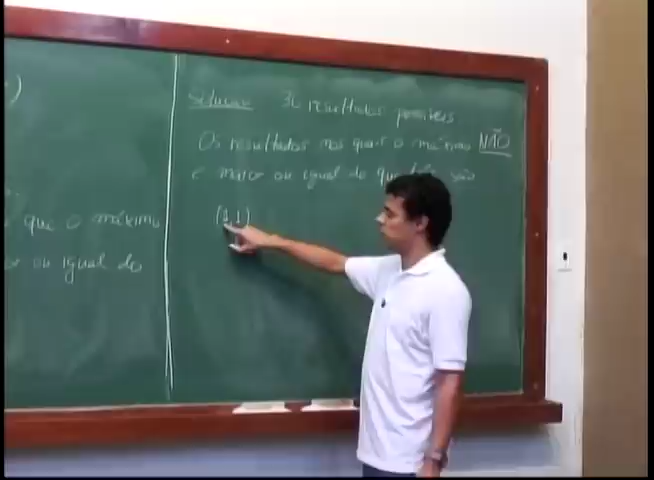 )
que o máximo
ou igual do
Solução 36 resultados possíveis
Os resultados nos quais o máximo NÃO
é maior ou igual do que são
(1,1)